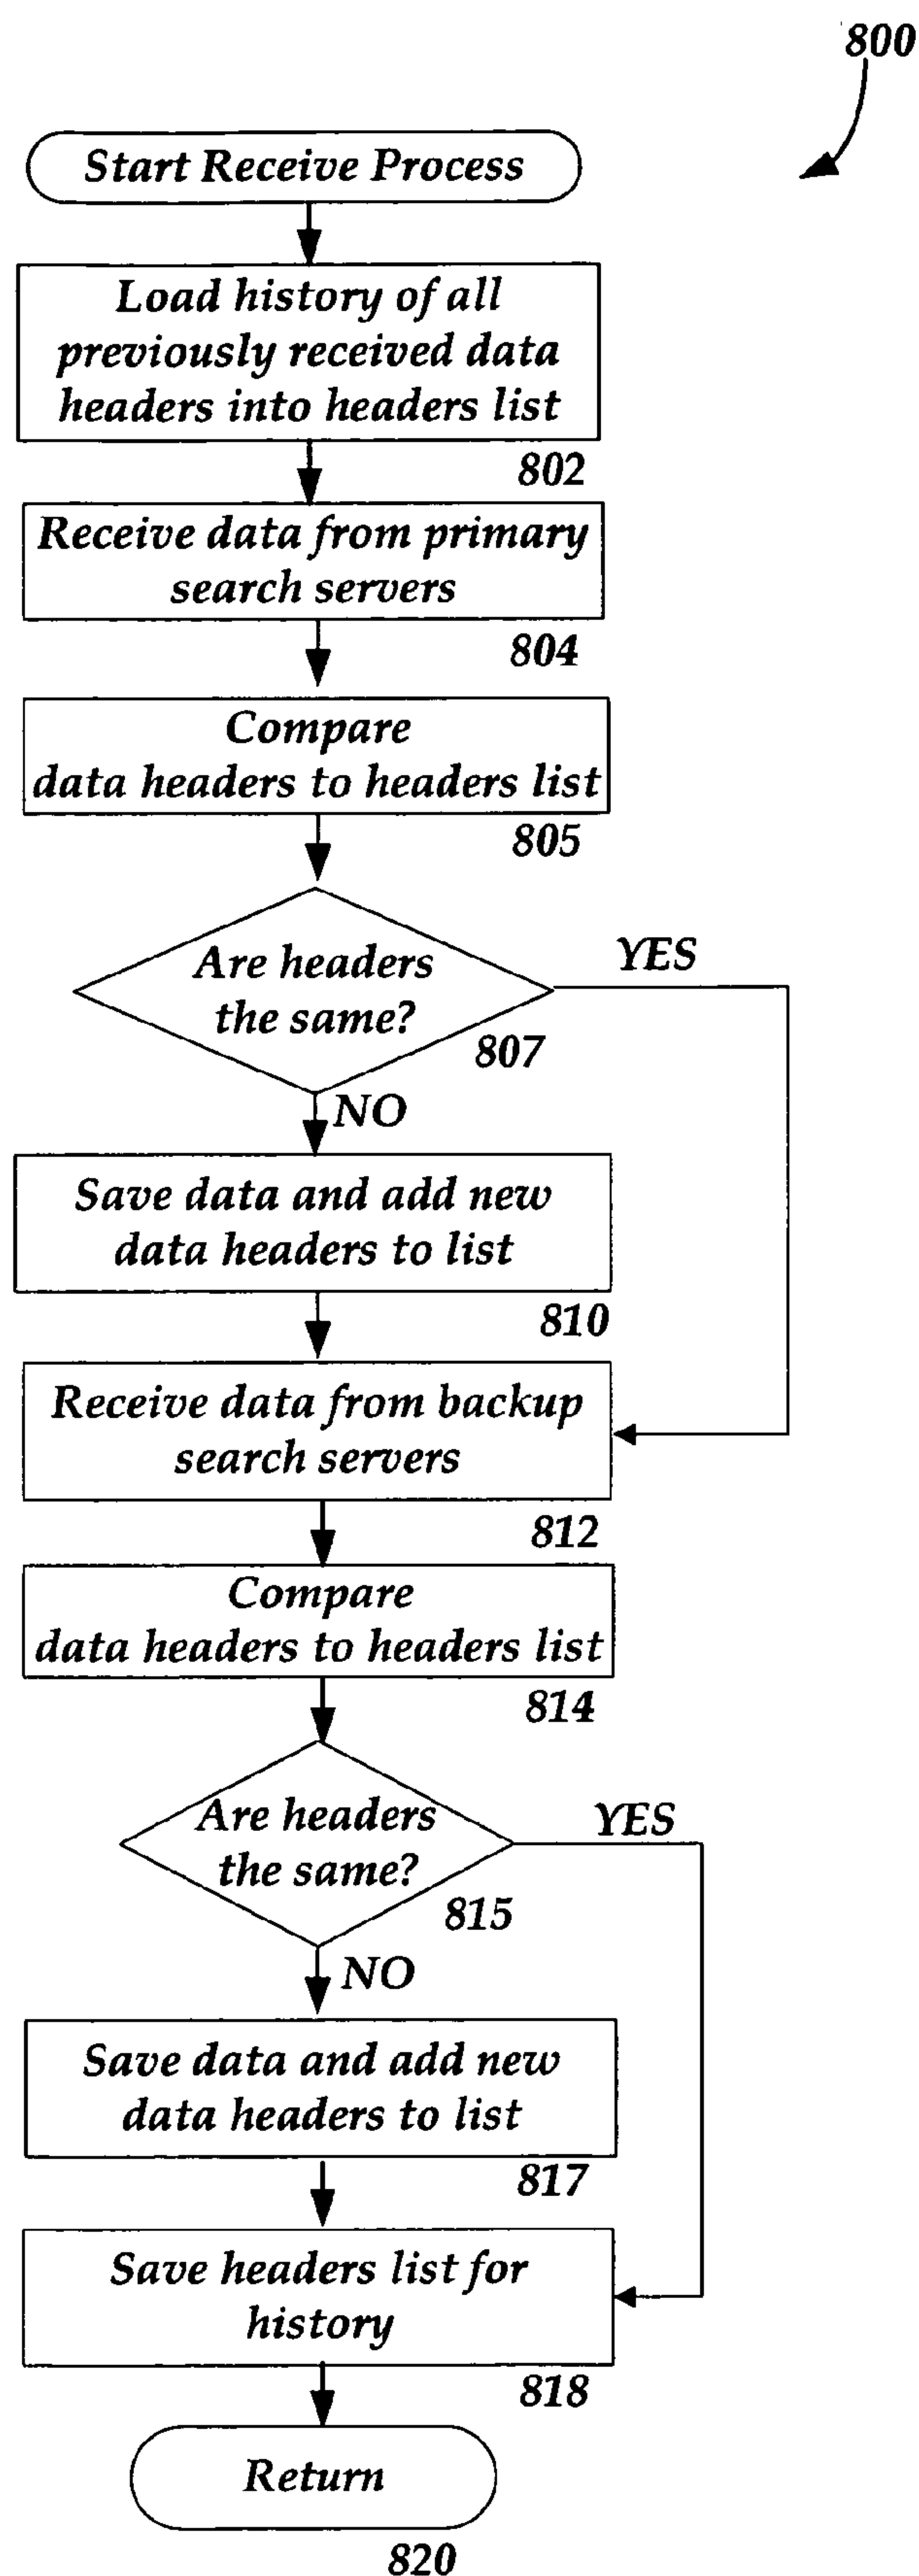 800
Start Receive Process
Load history of all
previously received data
headers into headers list
802
Receive data from primary
search servers
804
Compare
data headers to headers list
805
Are headers
the same?
807
YES
NO
Save data and add new
data headers to list
810
Receive data from backup
search servers
812
Compare
data headers to headers list
814
Are headers
the same?
815
YES
NO
Save data and add new
data headers to list
817
Save headers list for
history
818
Return
820